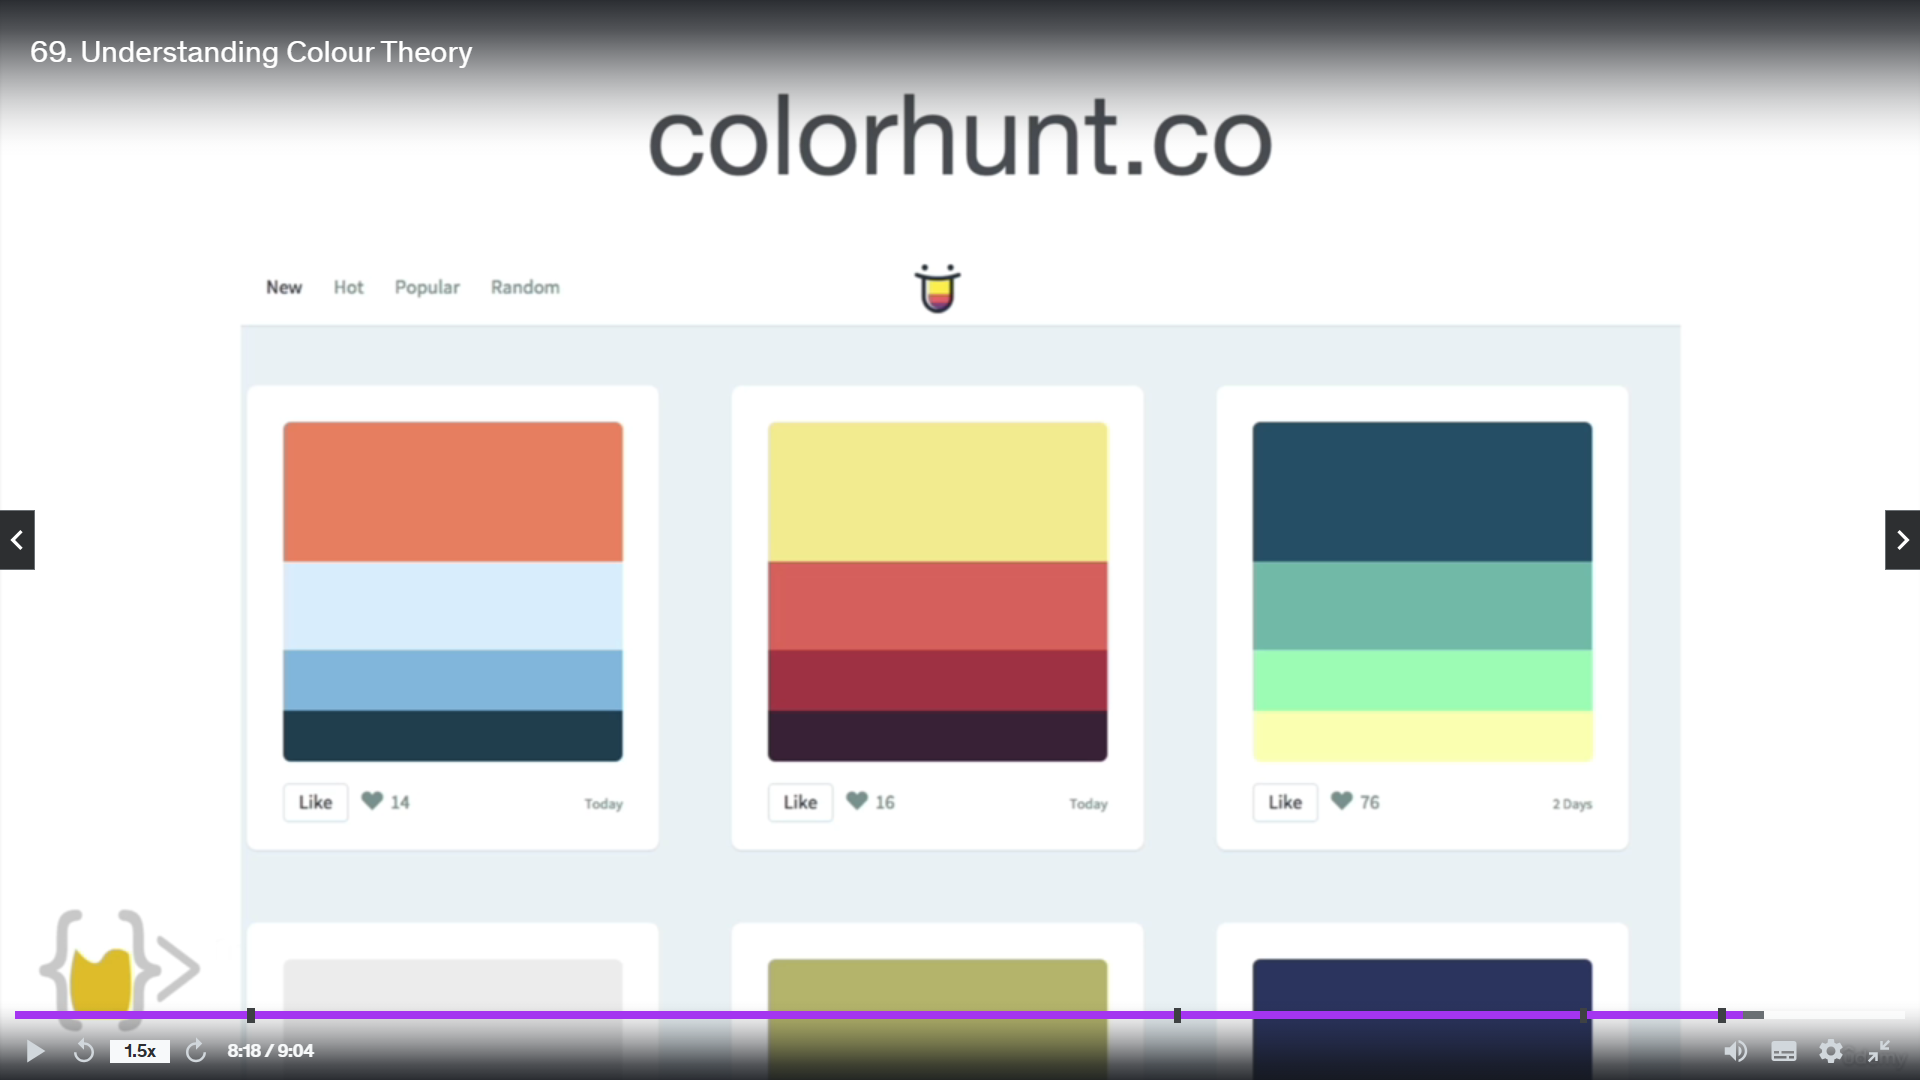 69. Understanding Colour Theory
colorhunt.co
New Hot Popular Random
Like 14 Today
Like 16 Today
Like 76 2 Days
1.5x 8:18 / 9:04